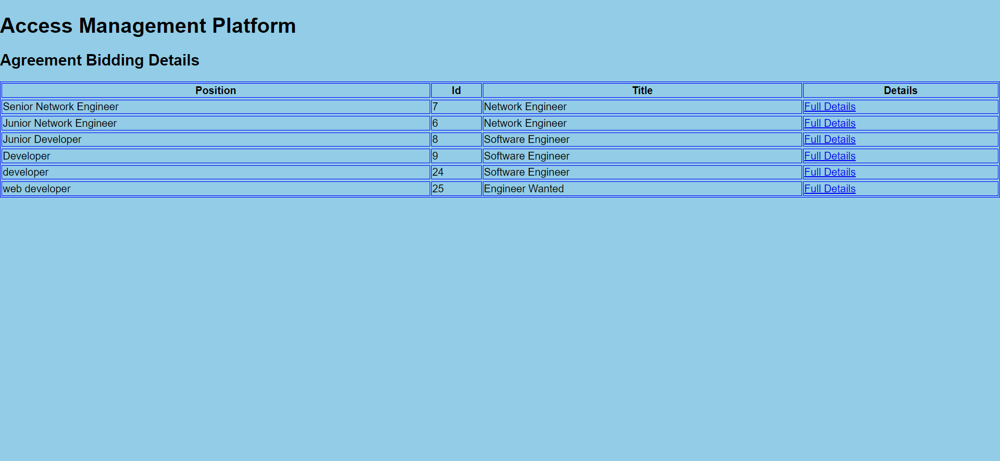 Access Management Platform
Agreement Bidding Details
Position Id Title Details
Senior Network Engineer 7 Network Engineer Full Details
Junior Network Engineer 6 Network Engineer Full Details
Junior Developer 8 Software Engineer Full Details
Developer 9 Software Engineer Full Details
developer 24 Software Engineer Full Details
web developer 25 Engineer Wanted Full Details